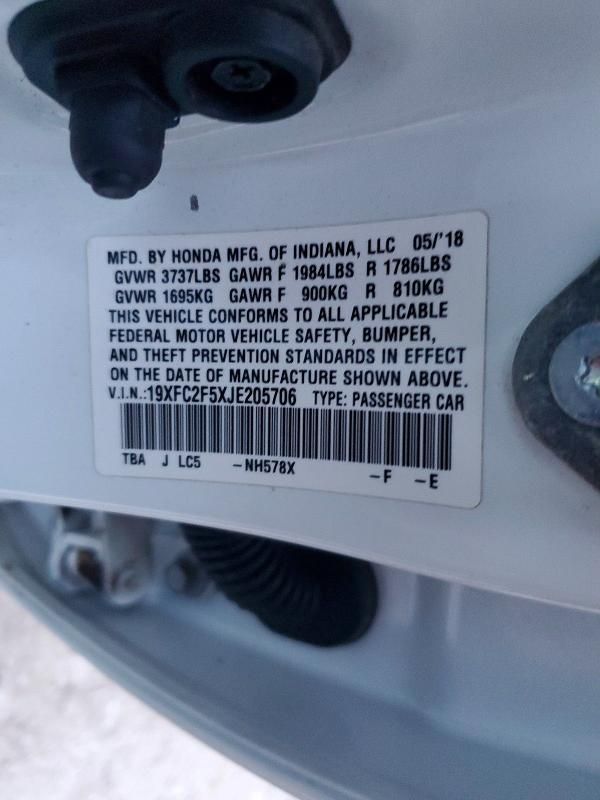 MFD. BY HONDA MFG. OF INDIANA, LLC 05/'18
GVWR 3737LBS GAWR F 1984LBS R 1786LBS
GVWR 1695KG GAWR F 900KG R 810KG
THIS VEHICLE CONFORMS TO ALL APPLICABLE
FEDERAL MOTOR VEHICLE SAFETY, BUMPER,
AND THEFT PREVENTION STANDARDS IN EFFECT
ON THE DATE OF MANUFACTURE SHOWN ABOVE.
V.I.N.:19XFC2F5XJE205706 TYPE: PASSENGER CAR
TBA J LC5 -NH578X -F -E